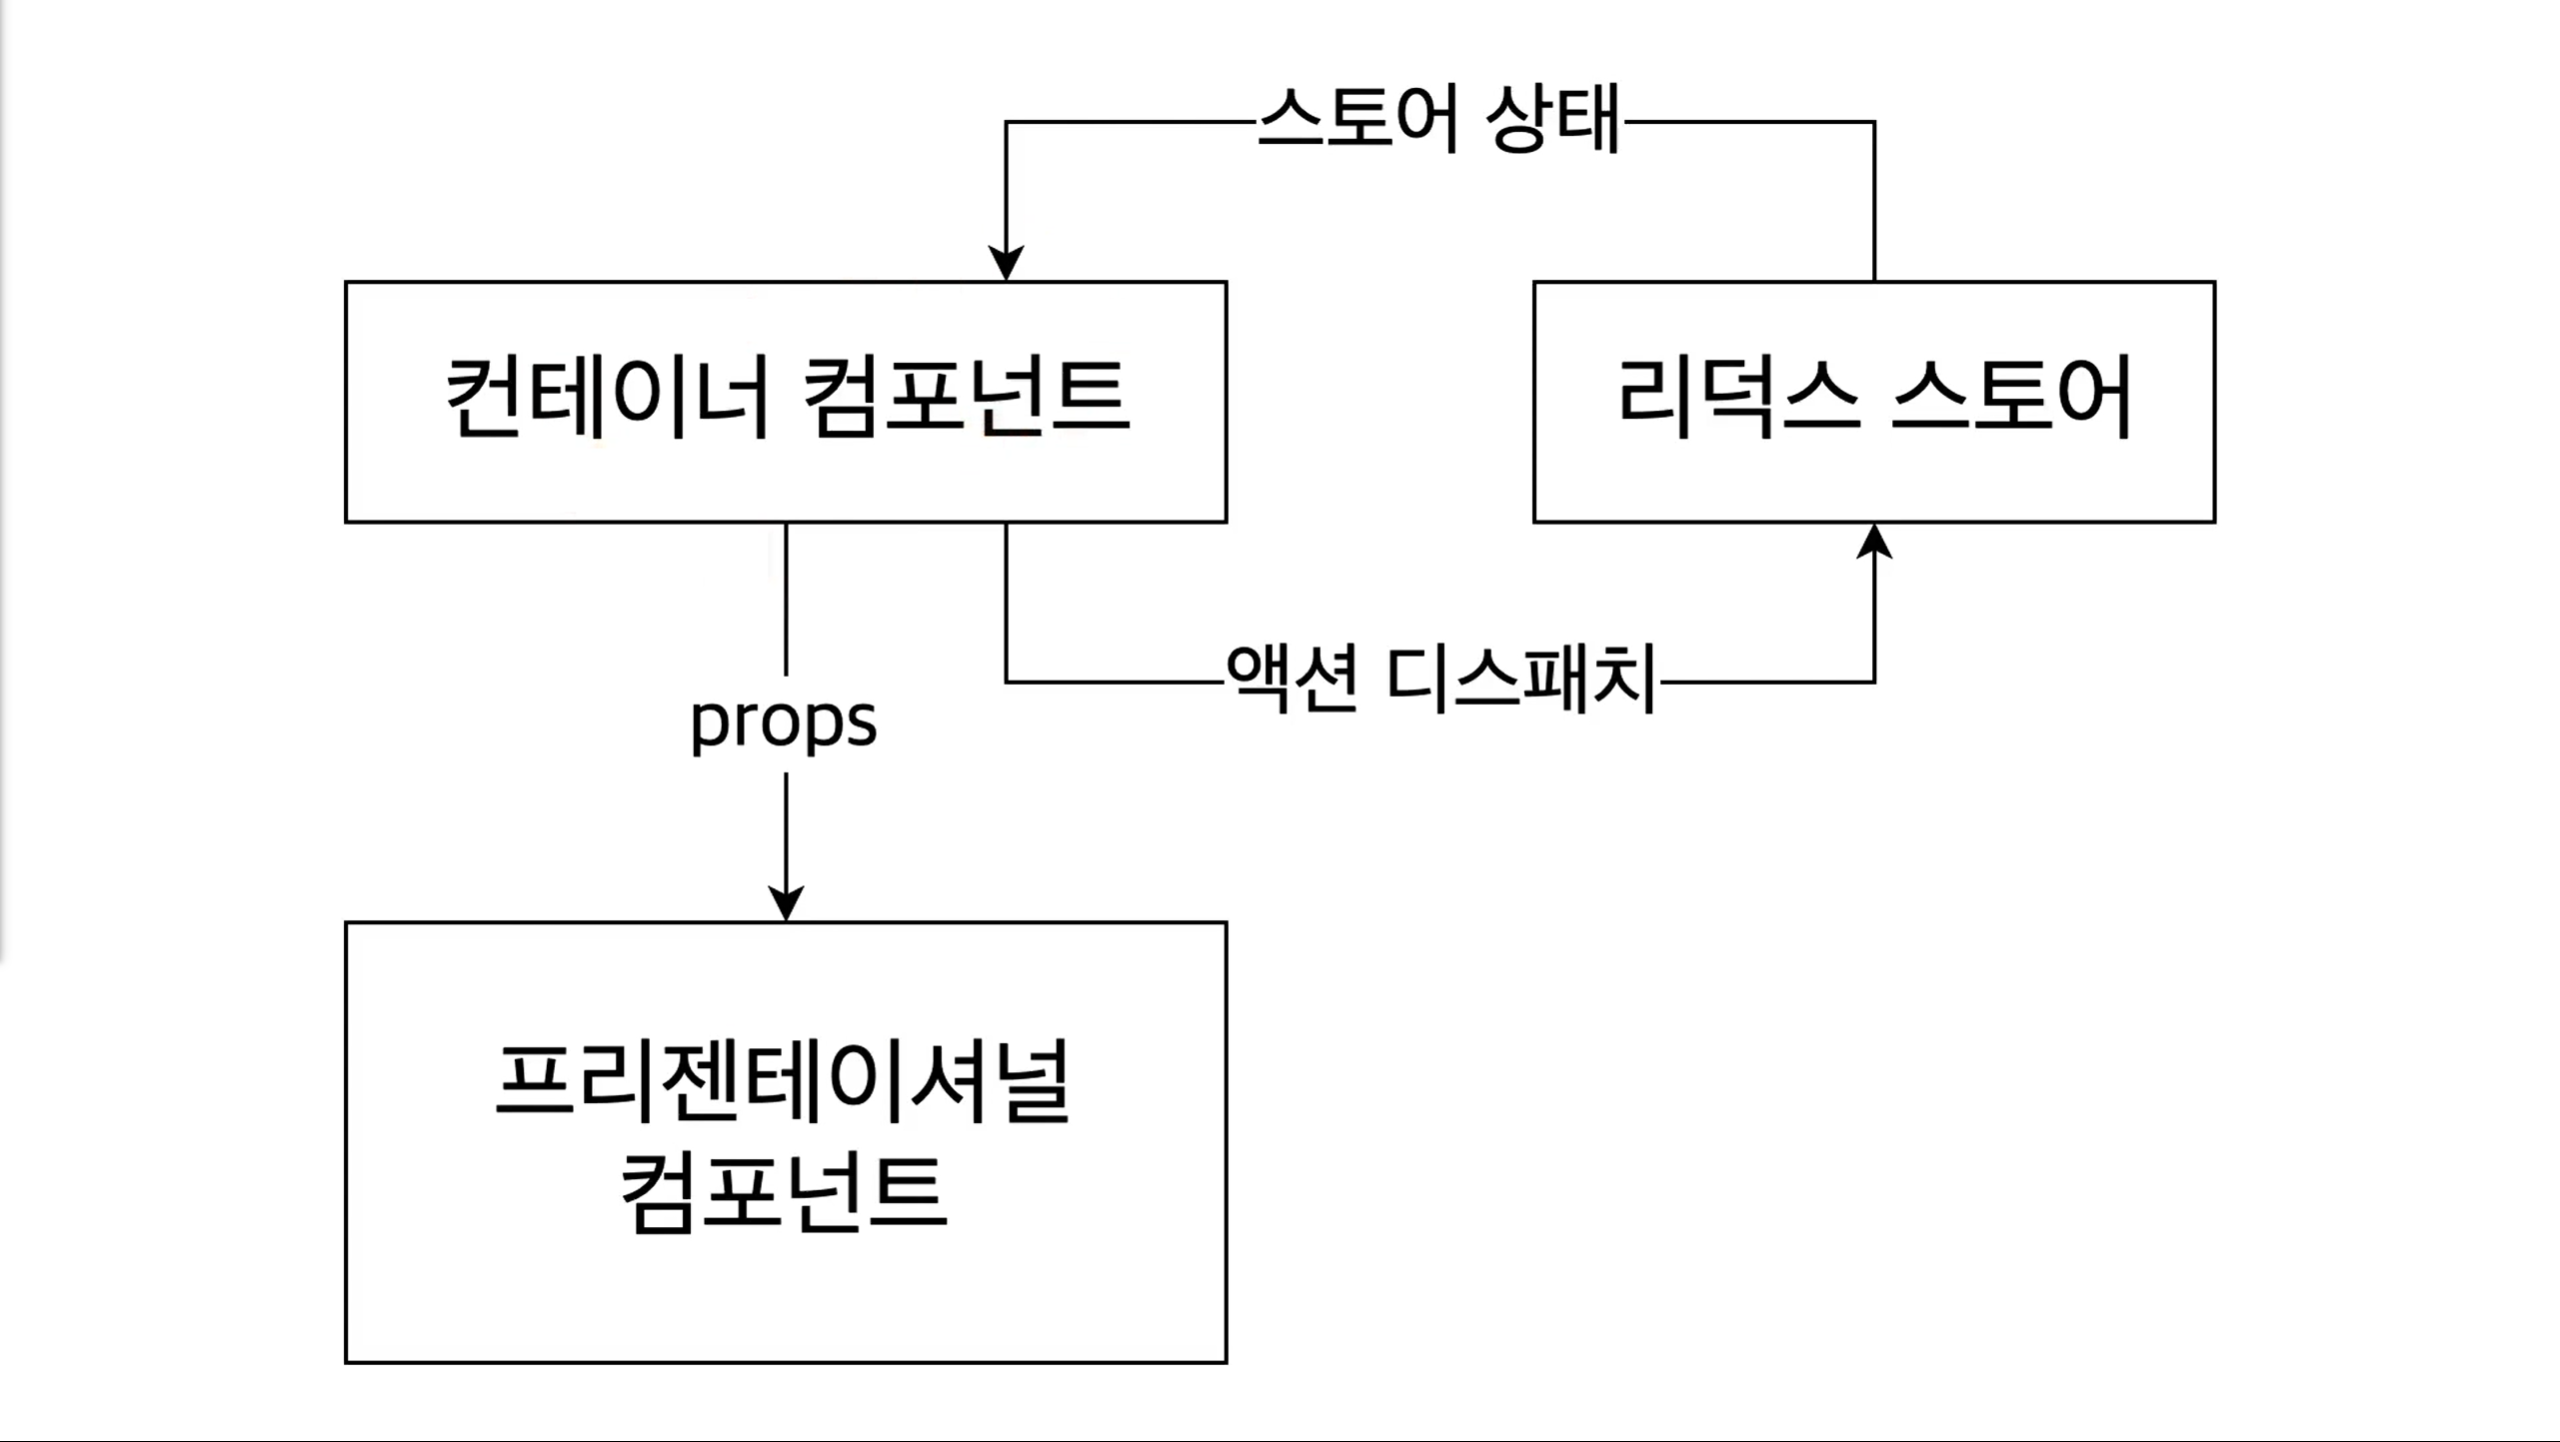 스토어 상태
컨테이너 컴포넌트
리덕스 스토어
액션 디스패치
props
프리젠테이셔널
컴포넌트